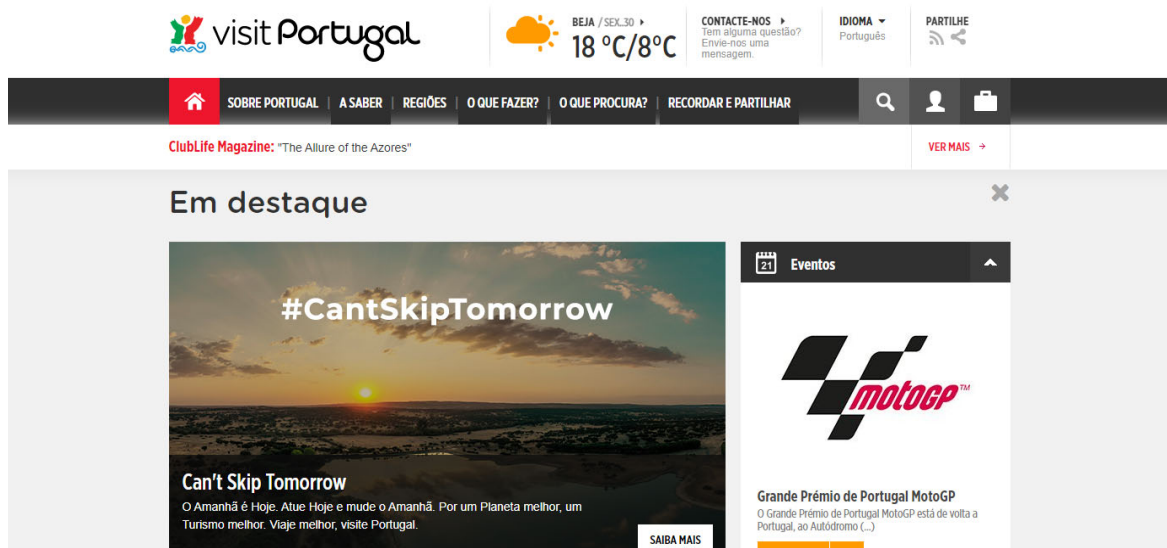 visit Portugal
BEJA / SEX..30
18 ºC/8ºC
CONTACTE-NOS
Tem alguma questão?
Envie-nos uma
mensagem.
IDIOMA
Português
PARTILHE
SOBRE PORTUGAL | A SABER | REGIÕES | O QUE FAZER? | O QUE PROCURA? | RECORDAR E PARTILHAR
ClubLife Magazine: "The Allure of the Azores"
VER MAIS
Em destaque
#CantSkipTomorrow
Can't Skip Tomorrow
O Amanhã é Hoje. Atue Hoje e mude o Amanhã. Por um Planeta melhor, um
Turismo melhor. Viaje melhor, visite Portugal.
SAIBA MAIS
21 Eventos
motoGP™
Grande Prémio de Portugal MotoGP
O Grande Prémio de Portugal MotoGP está de volta a
Portugal, ao Autódromo (...)